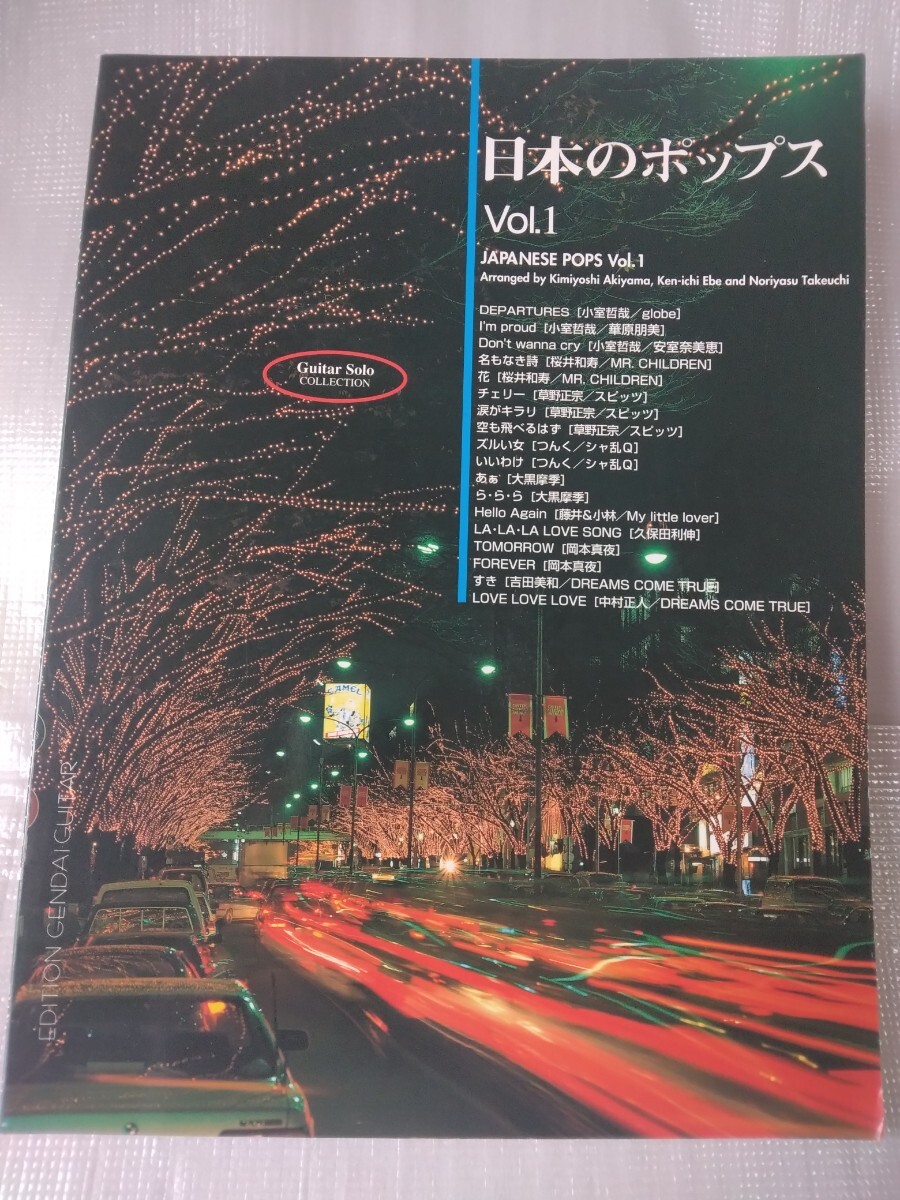 日本のポップス
Vol.1
JAPANESE POPS Vol.1
Arranged by Kimiyoshi Akiyama, Ken-ichi Ebe and Noriyasu Takeuchi
DEPARTURES［小室哲哉／globe］
I'm proud［小室哲哉／華原朋美］
Don't wanna cry［小室哲哉／安室奈美恵］
名もなき詩［桜井和寿／MR. CHILDREN］
花［桜井和寿／MR. CHILDREN］
チェリー［草野正宗／スピッツ］
涙がキラリ［草野正宗／スピッツ］
空も飛べるはず［草野正宗／スピッツ］
ズルい女［つんく／シャ乱Q］
いいわけ［つんく／シャ乱Q］
あぁ［大黒摩季］
ら・ら・ら［大黒摩季］
Hello Again［藤井&小林／My little lover］
LA・LA・LA LOVE SONG［久保田利伸］
TOMORROW［岡本真夜］
FOREVER［岡本真夜］
すき［吉田美和／DREAMS COME TRUE］
LOVE LOVE LOVE［中村正人／DREAMS COME TRUE］
Guitar Solo
COLLECTION
CAMEL
EDITION GENDAI GUITAR